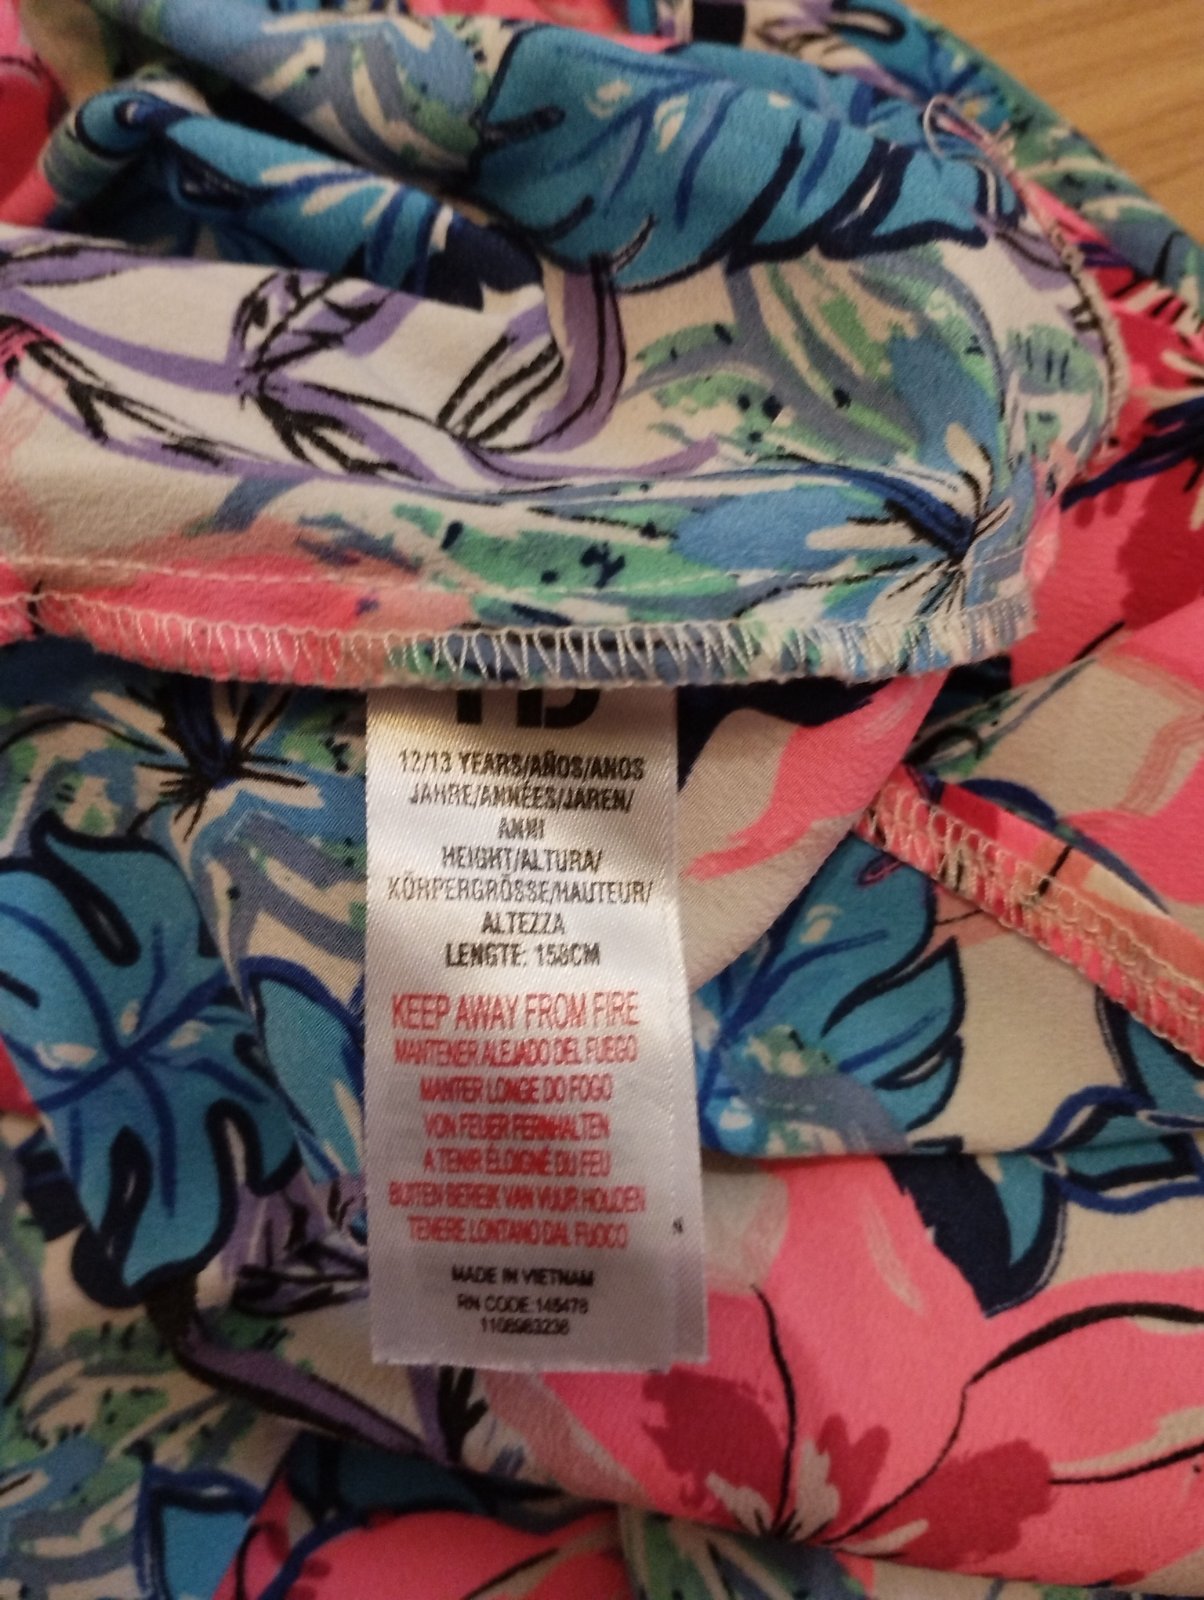 12/13 YEARS/AÑOS/ANOS
JAHRE/ANNÉES/JAREN/
ANNI
HEIGHT/ALTURA/
KÖRPERGRÖSSE/HAUTEUR/
ALTEZZA
LENGTE: 158CM
KEEP AWAY FROM FIRE
MANTENER ALEJADO DEL FUEGO
MANTER LONGE DO FOGO
VON FEUER FERNHALTEN
A TENIR ÉLOIGNÉ DU FEU
BUITEN BEREIK VAN VUUR HOUDEN
TENERE LONTANO DAL FUOCO
MADE IN VIETNAM
RN CODE: